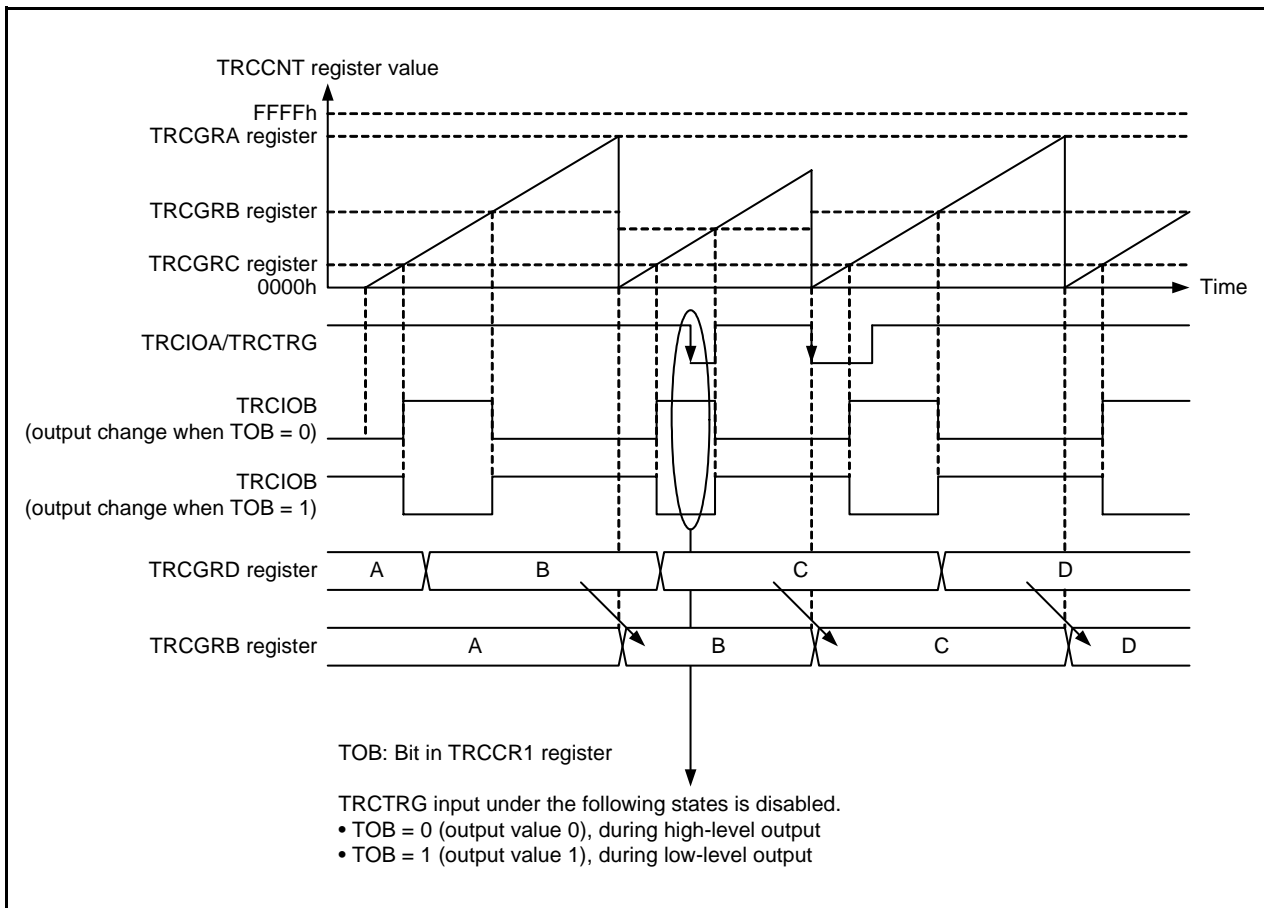 TRCCNT register value
FFFFh
TRCGRA register
TRCGRB register
TRCGRC register
0000h
Time
TRCIOA/TRCTRG
TRCIOB
(output change when TOB = 0)
TRCIOB
(output change when TOB = 1)
TRCGRD register
A
B
C
D
TRCGRB register
A
B
C
D
TOB: Bit in TRCCR1 register
TRCTRG input under the following states is disabled.
• TOB = 0 (output value 0), during high-level output
• TOB = 1 (output value 1), during low-level output